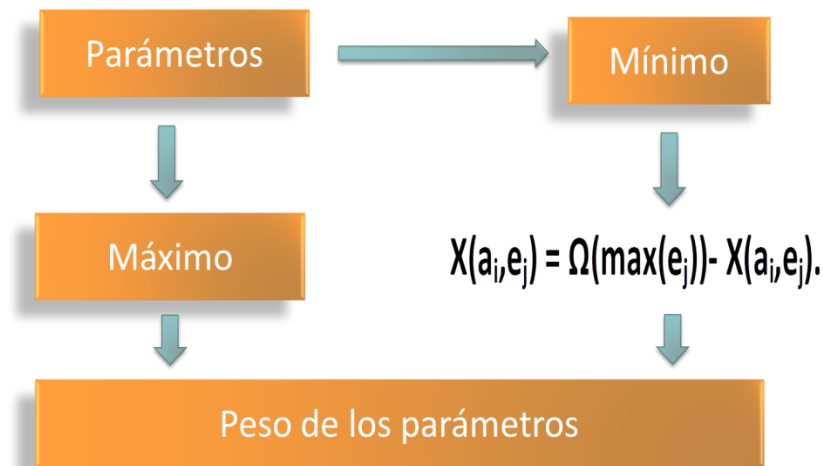 Parámetros
Mínimo
Máximo
X(aᵢ,eⱼ) = Ω(max(eⱼ))- X(aᵢ,eⱼ).
Peso de los parámetros